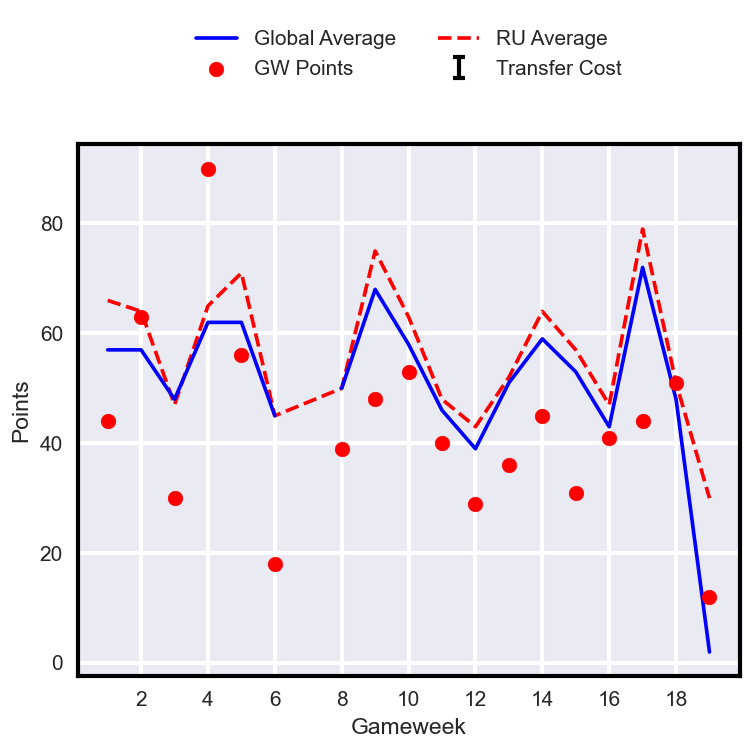 Global Average RU Average
GW Points Transfer Cost
80
60
40
20
0
Points
2 4 6 8 10 12 14 16 18
Gameweek